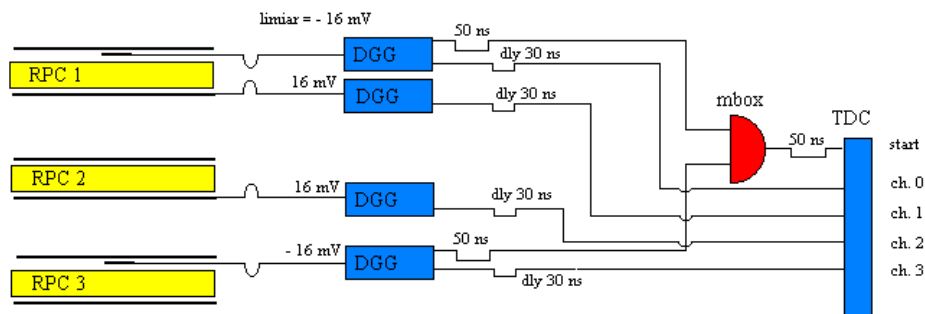 limiar = - 16 mV
50 ns
DGG
dly 30 ns
RPC 1
16 mV
DGG
dly 30 ns
mbox
TDC
50 ns
start
RPC 2
16 mV
DGG
dly 30 ns
ch. 0
ch. 1
50 ns
ch. 2
- 16 mV
DGG
RPC 3
dly 30 ns
ch. 3